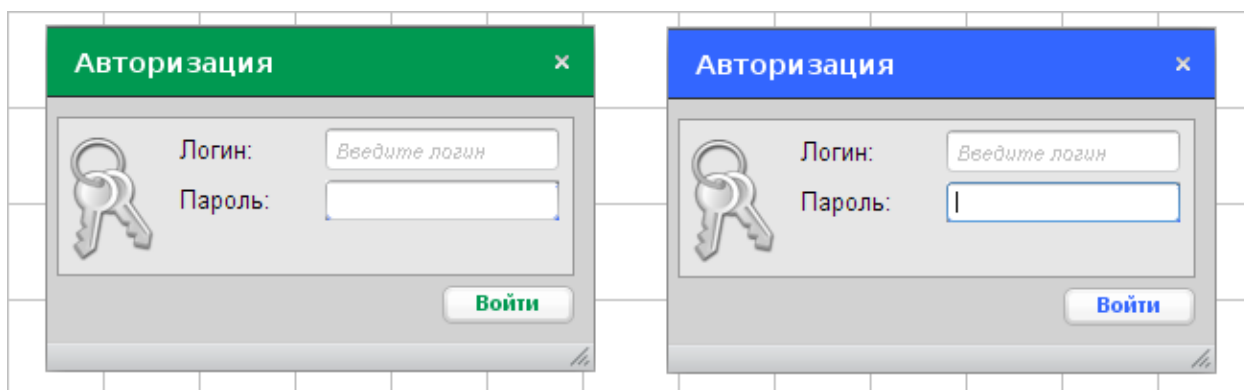 Авторизация ×
Логин: Введите логин
Пароль:
Войти
Авторизация ×
Логин: Введите логин
Пароль:
Войти